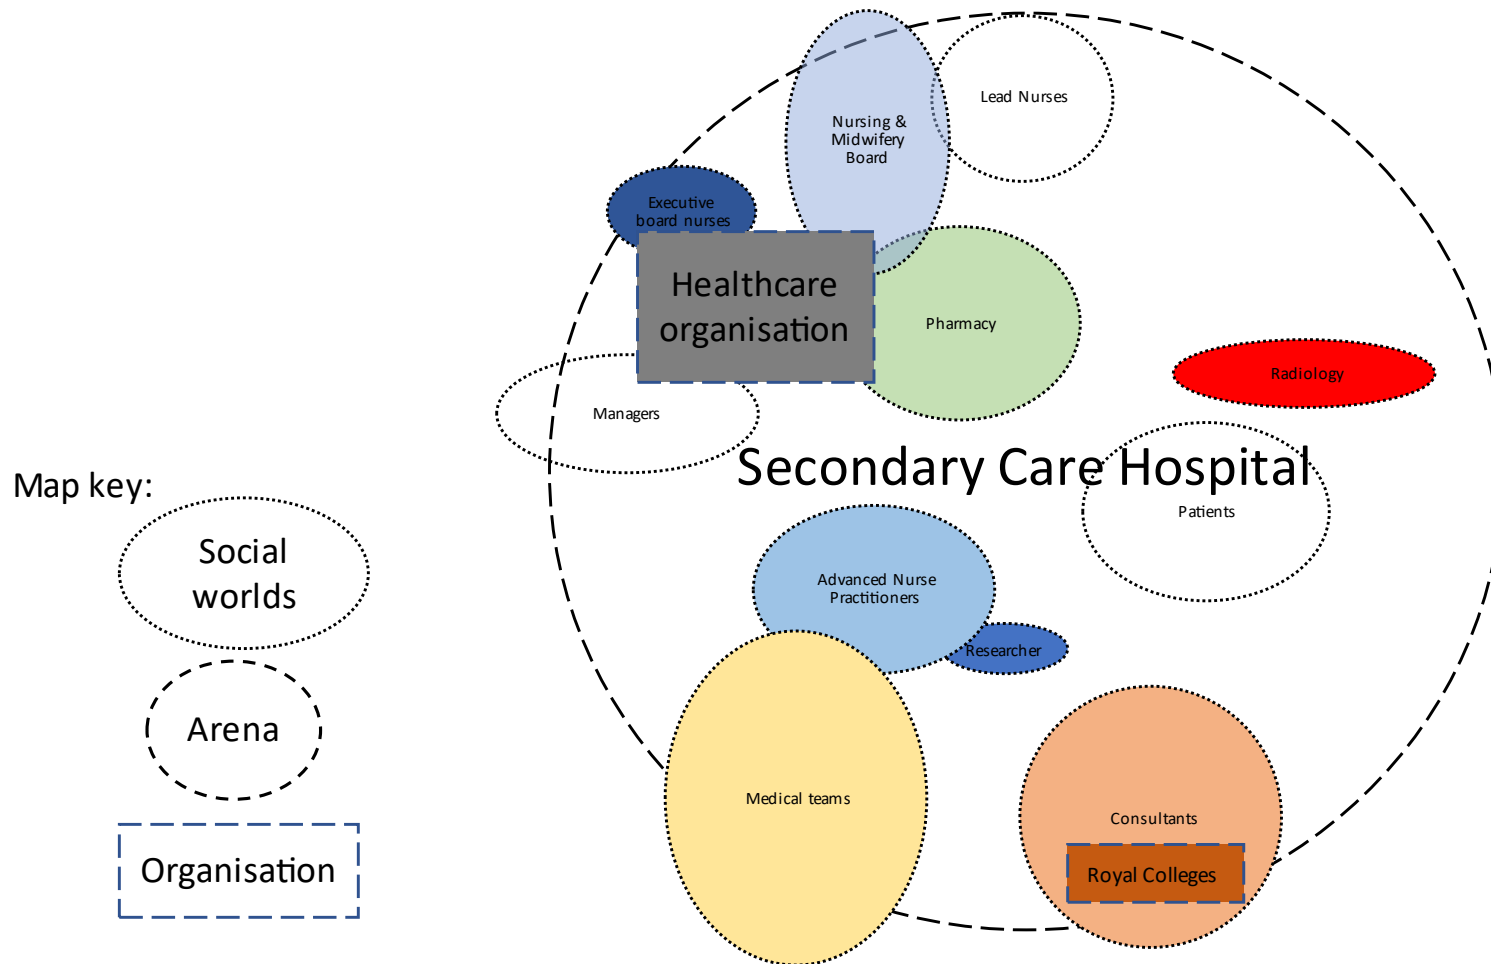 Lead Nurses
Nursing &
Midwifery
Board
Executive
board nurses
Healthcare
organisation
Pharmacy
Radiology
Managers
Secondary Care Hospital
Patients
Map key:
Social
worlds
Arena
Organisation
Advanced Nurse
Practitioners
Researcher
Medical teams
Consultants
Royal Colleges